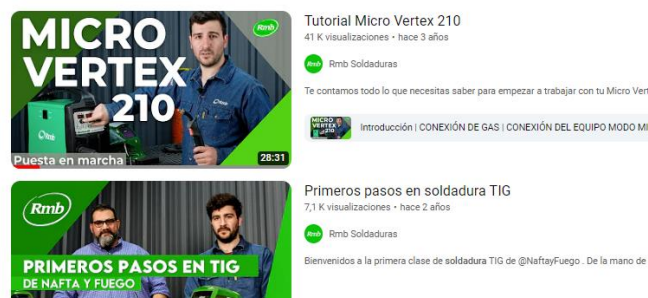 MICRO
VERTEX
210
Rmb
Rmb
Puesta en marcha
28:31
Tutorial Micro Vertex 210
41 K visualizaciones • hace 3 años
Rmb
Rmb Soldaduras
Te contamos todo lo que necesitas saber para empezar a trabajar con tu Micro Vert
MICRO
VERTEX
Introducción | CONEXIÓN DE GAS | CONEXIÓN DEL EQUIPO MODO MI
Rmb
PRIMEROS PASOS EN TIG
DE NAFTA Y FUEGO
Primeros pasos en soldadura TIG
7,1 K visualizaciones • hace 2 años
Rmb
Rmb Soldaduras
Bienvenidos a la primera clase de soldadura TIG de @NaftayFuego . De la mano de